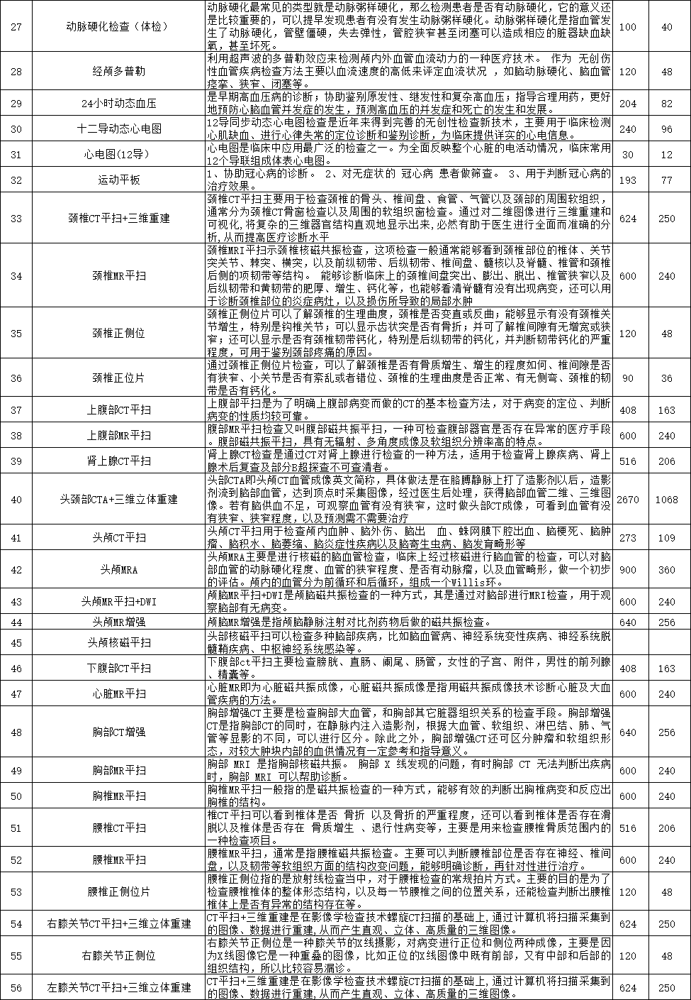 动脉硬化最常见的类型就是动脉粥样硬化，那么检测患者是否有动脉硬化，它的意义还
是比较重要的，可以提早发现患者有没有发生动脉粥样硬化。动脉粥样硬化是指血管发
27 动脉硬化检查（体检） 100 40
生了动脉硬化，管壁僵硬，失去弹性，管腔狭窄甚至闭塞可以造成相应的脏器缺血缺
氧，甚至坏死。
利用超声波的多普勒效应来检测颅内外血管血流动力的一种医疗技术。 作为 无创伤
28 经颅多普勒 性血管疾病检查方法主要以血流速度的高低来评定血流状况 ，如脑动脉硬化、脑血管 120 48
痉挛、狭窄、闭塞等。
29 24小时动态血压 是早期高血压病的诊断；协助鉴别原发性、继发性和复杂高血压；指导合理用药，更好 204 82
地预防心脑血管并发症的发生，预测高血压的并发症和死亡的发生和发展。
30 十二导动态心电图 12导同步动态心电图检查是近年来得到完善的无创性检查新技术，主要用于临床检测 240 96
心肌缺血、进行心律失常的定位诊断和鉴别诊断，为临床提供详实的心电信息。
31 心电图(12导） 心电图是临床中应用最广泛的检查之一。为全面反映整个心脏的电活动情况，临床常用 30 12
12个导联组成体表心电图。
32 运动平板 1、协助冠心病的诊断。 2、对无症状的 冠心病 患者做筛查。 3、用于判断冠心病的 193 77
治疗效果。
颈椎CT平扫主要用于检查颈椎的骨头、椎间盘、食管、气管以及颈部的周围软组织，
通常分为颈椎CT骨窗检查以及周围的软组织窗检查。通过对二维图像进行三维重建和
33 颈椎CT平扫+三维重建 624 250
可视化,将复杂的三维器官结构直观地显示出来,必然有助于医生进行全面而准确的分
析,从而提高医疗诊断水平
颈椎MRI平扫示颈椎核磁共振检查，这项检查一般通常能够看到颈椎部位的椎体、关节
突关节、棘突、横突，以及前纵韧带、后纵韧带、椎间盘、髓核以及脊髓、椎管和颈椎
34 颈椎MR平扫 后侧的项韧带等结构。 能够诊断临床上的颈椎间盘突出、膨出、脱出、椎管狭窄以及 600 240
后纵韧带和黄韧带的肥厚、增生、钙化等，也能够看清脊髓有没有出现病变，还可以用
于诊断颈椎部位的炎症病灶，以及损伤所导致的局部水肿
颈椎正侧位片可以了解颈椎的生理曲度，颈椎是否变直或反曲；能够显示有没有颈椎关
节增生，特别是钩椎关节；可以显示齿状突是否有骨折；并可了解椎间隙有无增宽或狭
35 颈椎正侧位 120 48
窄；还可以显示是否有颈椎韧带钙化，特别是后纵韧带的钙化，并判断韧带钙化的严重
程度，可用于鉴别颈部疼痛的原因。
通过颈椎正侧位片检查，可以了解颈椎是否有骨质增生、增生的程度如何、椎间隙是否
36 颈椎正位片 有狭窄、小关节是否有紊乱或者错位、颈椎的生理曲度是否正常、有无侧弯、颈椎的韧 90 36
带是否有钙化。
37 上腹部CT平扫 上腹部平扫是为了明确上腹部病变而做的CT的基本检查方法，对于病变的定位、判断 408 163
病变的性质均较可靠。
38 上腹部MR平扫 腹部MR平扫检查又叫腹部磁共振平扫，一种可检查腹部器官是否存在异常的医疗手段 600 240
。腹部磁共振平扫，具有无辐射、多角度成像及软组织分辨率高的特点。
39 肾上腺CT平扫 肾上腺CT检查是通过CT对肾上腺进行检查的一种方法，适用于检查肾上腺疾病、肾上 516 206
腺术后复查及部分B超探查不可查清者。
头部CTA即头颅CT血管成像英文简称，具体做法是在胳膊静脉上打了造影剂以后，造影
剂流到脑部血管，达到顶点时采集图像，经过医生后处理，获得脑部血管二维、三维图
40 头颈部CTA+三维立体重建 2670 1068
像。若有脑供血不足，可观察血管有没有狭窄，这时做头部CT成像，可看到血管有没
有狭窄、狭窄程度，以及预测需不需要治疗
41 头颅CT平扫 头颅CT平扫用于检查颅内血肿、脑外伤、脑出 血、蛛网膜下腔出血、脑梗死、脑肿 273 109
瘤、脑积水、脑萎缩、脑炎症性疾病以及脑寄生虫病、脑发育畸形等
头颅MRA主要是进行核磁的脑血管检查，临床上经过核磁进行脑血管的检查，可以对脑
42 头颅MRA 部血管的动脉硬化程度、血管的狭窄程度、是否有动脉瘤，以及血管畸形，做一个初步 900 360
的评估。颅内的血管分为前循环和后循环，组成一个Willis环。
43 头颅MR平扫+DWI 颅脑MR平扫+DWI是颅脑磁共振检查的一种方式，其是通过对脑部进行MRI检查，用于观 600 240
察脑部有无病变。
44 头颅MR增强 颅脑MR增强是指颅脑静脉注射对比剂药物后做的磁共振检查。 640 256
45 头颅核磁平扫 头部核磁平扫可以检查多种脑部疾病，比如脑血管病、神经系统变性疾病、神经系统脱
髓鞘疾病、中枢神经系统感染等。
46 下腹部CT平扫 下腹部ct平扫主要检查膀胱、直肠、阑尾、肠管，女性的子宫、附件，男性的前列腺 408 163
、精囊等。
47 心脏MR平扫 心脏MR即为心脏磁共振成像，心脏磁共振成像是指用磁共振成像技术诊断心脏及大血 600 240
管疾病的方法。
胸部增强CT主要是检查胸部大血管，和胸部其它脏器组织关系的检查手段。胸部增强
CT是指胸部CT的同时，在静脉内注入造影剂，根据大血管、软组织、淋巴结、肺、气
48 胸部CT增强 640 256
管等显影的不同，可以进行区分。除此之外，胸部增强CT还可区分肿瘤和软组织形
态，对较大肿块内部的血供情况有一定参考和指导意义。
49 胸部MR平扫 胸部 MRI 是指胸部核磁共振。 胸部 X 线发现的问题，有时胸部 CT 无法判断出疾病 600 240
时，胸部 MRI 可以帮助诊断。
50 胸椎MR平扫 胸椎MR平扫一般指的是磁共振检查的一种方式，能够有效的判断出胸椎病变和反应出 600 240
胸椎的结构。
椎CT平扫可以看到椎体是否 骨折 以及骨折的严重程度，还可以看到椎体是否存在滑
51 腰椎CT平扫 脱以及椎体是否存在 骨质增生 、退行性病变等，主要是用来检查腰椎骨质范围内的 516 206
一种检查项目。
52 腰椎MR平扫 腰椎MR平扫，通常是指腰椎磁共振检查。主要可以判断腰椎部位是否存在神经、椎间 600 240
盘，以及韧带等软组织方面的结构改变问题，能够明确诊断，再针对性进行治疗。
腰椎正侧位指的是放射线检查当中，对于腰椎检查的常规拍片方式。主要的目的是为了
53 腰椎正侧位片 检查腰椎椎体的整体形态结构，以及每一节腰椎之间的位置关系，还能检查判断出腰椎 120 48
椎体上是否有异常的结构存在等。
54 右膝关节CT平扫+三维立体重建 CT平扫+三维重建是在影像学检查技术螺旋CT扫描的基础上,通过计算机将扫描采集到 624 250
的图像、数据进行重建,从而产生直观、立体、高质量的三维图像。
右膝关节正侧位是一种膝关节的X线摄影，对病变进行正位和侧位两种成像，主要是因
55 右膝关节正侧位 为X线图像它是一种重叠的图像，比如正位的X线图像中既有前部，又有中部和后部的 120 48
组织结构，所以比较容易漏诊。
56 左膝关节CT平扫+三维立体重建 CT平扫+三维重建是在影像学检查技术螺旋CT扫描的基础上,通过计算机将扫描采集到 624 250
的图像、数据进行重建,从而产生直观、立体、高质量的三维图像。